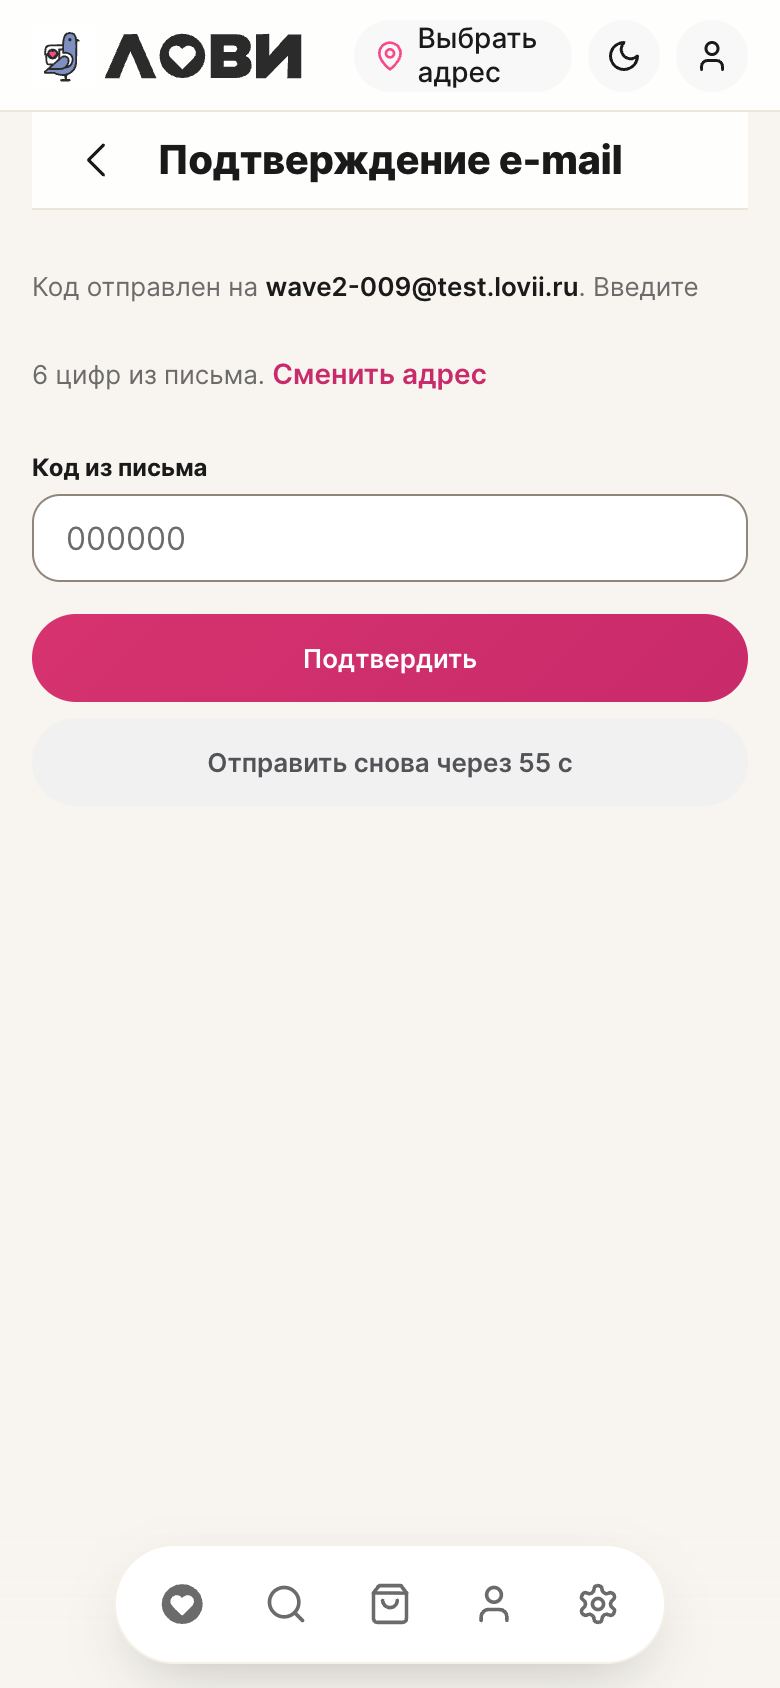 ЛОВИ
Выбрать
адрес
Подтверждение e-mail
Код отправлен на wave2-009@test.lovii.ru. Введите
6 цифр из письма. Сменить адрес
Код из письма
000000
Подтвердить
Отправить снова через 55 с